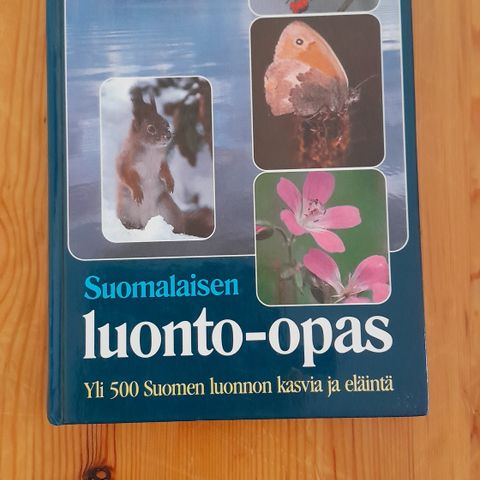 Suomalaisen
luonto-opas
Yli 500 Suomen luonnon kasvia ja eläintä